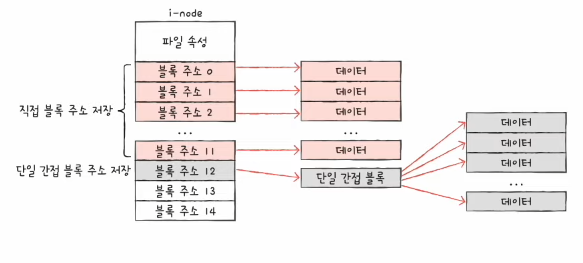 i-node
파일 속성
블록 주소 0
블록 주소 1
블록 주소 2
...
블록 주소 11
블록 주소 12
블록 주소 13
블록 주소 14
직접 블록 주소 저장
단일 간접 블록 주소 저장
데이터
데이터
데이터
...
데이터
단일 간접 블록
데이터
데이터
데이터
...
데이터